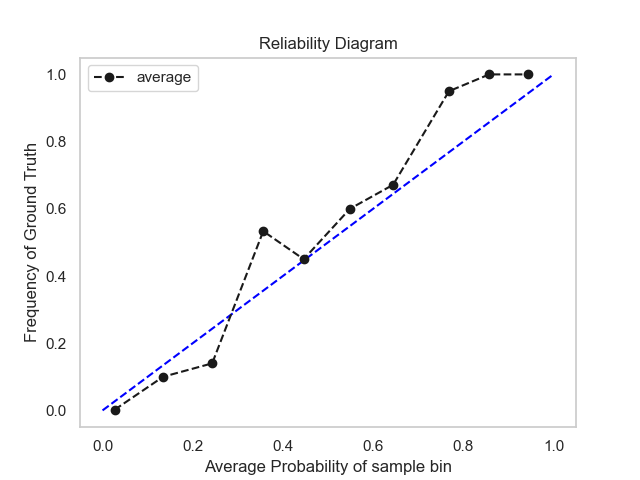 Reliability Diagram
average
Frequency of Ground Truth
1.0
0.8
0.6
0.4
0.2
0.0
0.0 0.2 0.4 0.6 0.8 1.0
Average Probability of sample bin